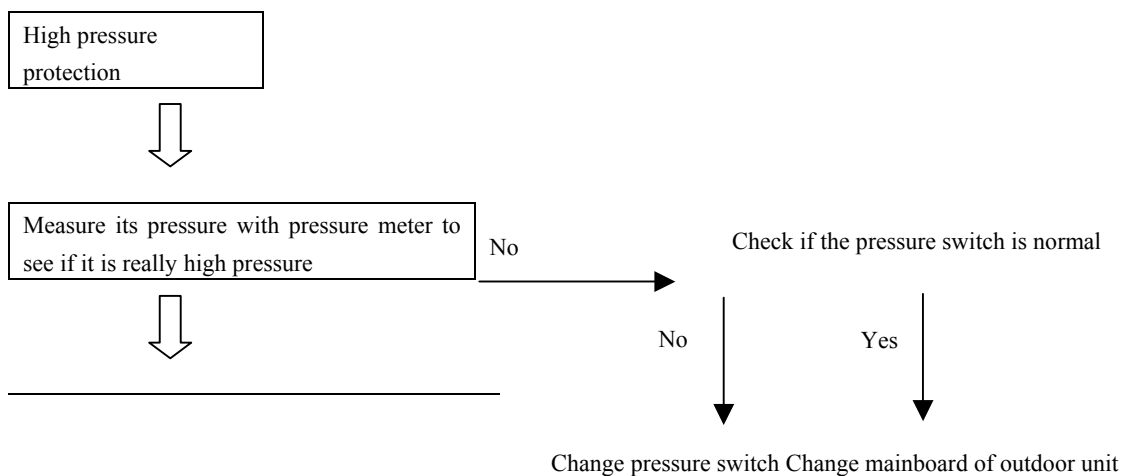 High pressure
protection
Measure its pressure with pressure meter to
see if it is really high pressure
No
Check if the pressure switch is normal
No
Yes
Change pressure switch Change mainboard of outdoor unit